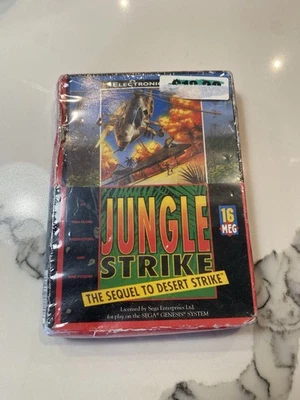 ELECTRONIC
JUNGLE
STRIKE
THE SEQUEL TO DESERT STRIKE
16
MEG
Licensed by Sega Enterprises Ltd.
for play on the SEGA® GENESIS™ SYSTEM